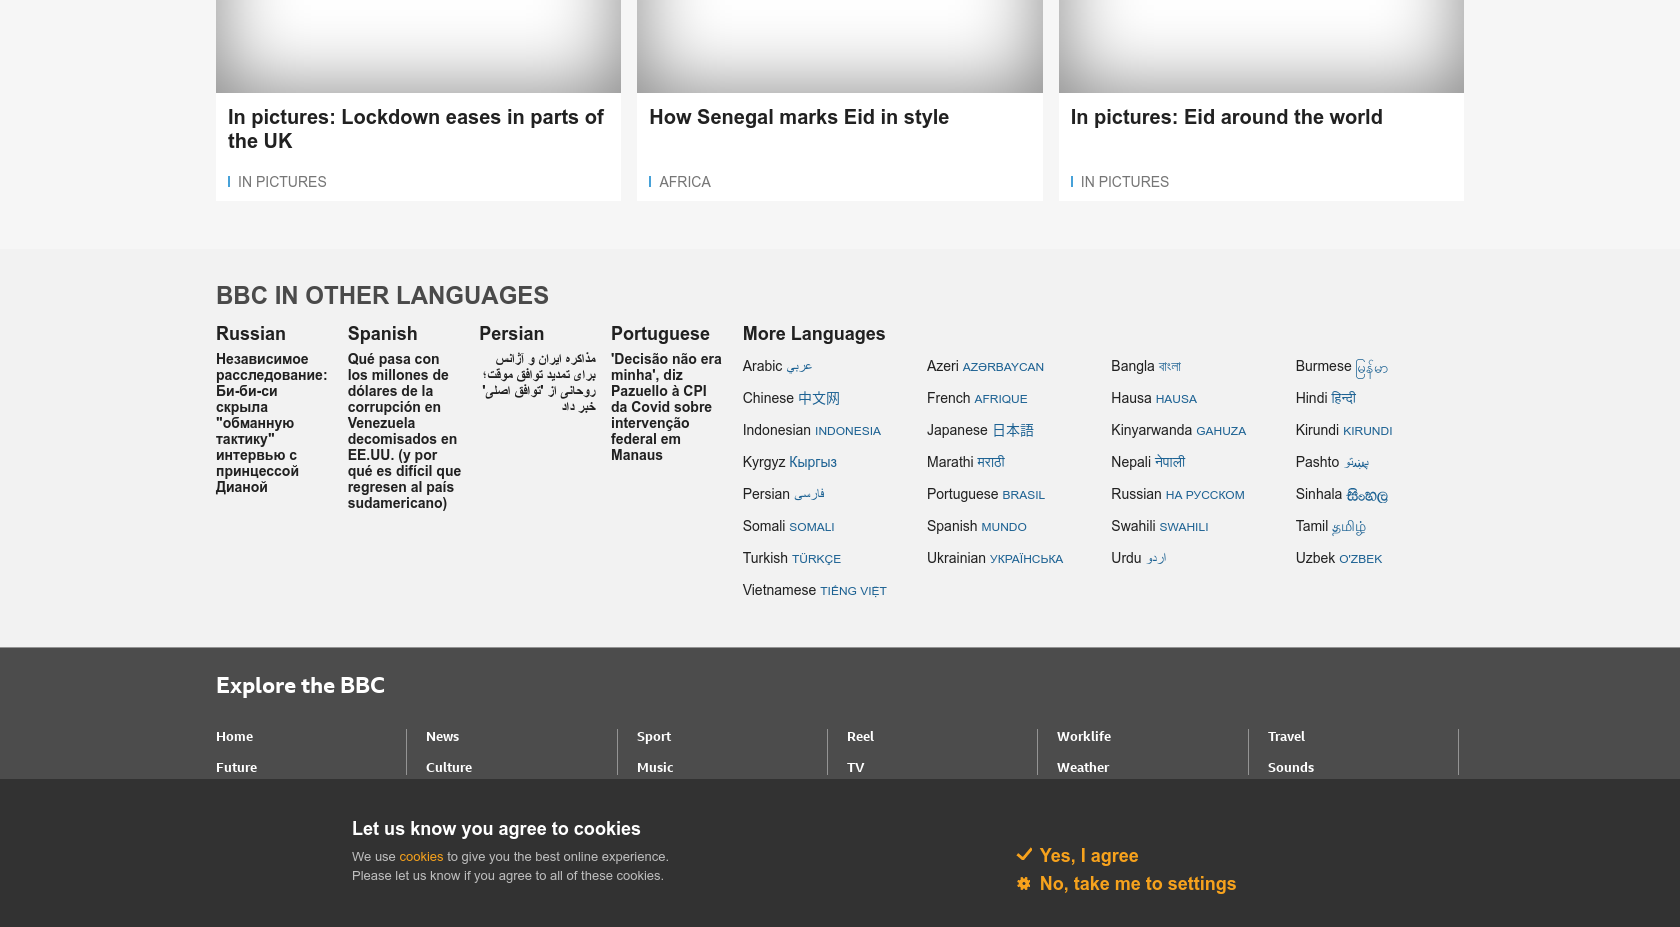 In pictures: Lockdown eases in parts of
the UK
IN PICTURES
How Senegal marks Eid in style
AFRICA
In pictures: Eid around the world
IN PICTURES
BBC IN OTHER LANGUAGES
Russian
Независимое
расследование:
Би-би-си
скрыла
"обманную
тактику"
интервью с
принцессой
Дианой
Spanish
Qué pasa con
los millones de
dólares de la
corrupción en
Venezuela
decomisados en
EE.UU. (y por
qué es difícil que
regresen al país
sudamericano)
Persian
مذاکره ایران و آژانس
برای تمدید توافق موقت؛
روحانی از 'توافق اصلی'
خبر داد
Portuguese
'Decisão não era
minha', diz
Pazuello à CPI
da Covid sobre
intervenção
federal em
Manaus
More Languages
Arabic عربي
Azeri AZƏRBAYCAN
Bangla বাংলা
Burmese မြန်မာ
Chinese 中文网
French AFRIQUE
Hausa HAUSA
Hindi हिन्दी
Indonesian INDONESIA
Japanese 日本語
Kinyarwanda GAHUZA
Kirundi KIRUNDI
Kyrgyz Кыргыз
Marathi मराठी
Nepali नेपाली
Pashto پښتو
Persian فارسی
Portuguese BRASIL
Russian НА РУССКОМ
Sinhala සිංහල
Somali SOMALI
Spanish MUNDO
Swahili SWAHILI
Tamil தமிழ்
Turkish TÜRKÇE
Ukrainian УКРАЇНСЬКА
Urdu اردو
Uzbek O'ZBEK
Vietnamese TIẾNG VIỆT
Explore the BBC
Home
News
Sport
Reel
Worklife
Travel
Future
Culture
Music
TV
Weather
Sounds
Let us know you agree to cookies
We use cookies to give you the best online experience.
Please let us know if you agree to all of these cookies.
Yes, I agree
No, take me to settings